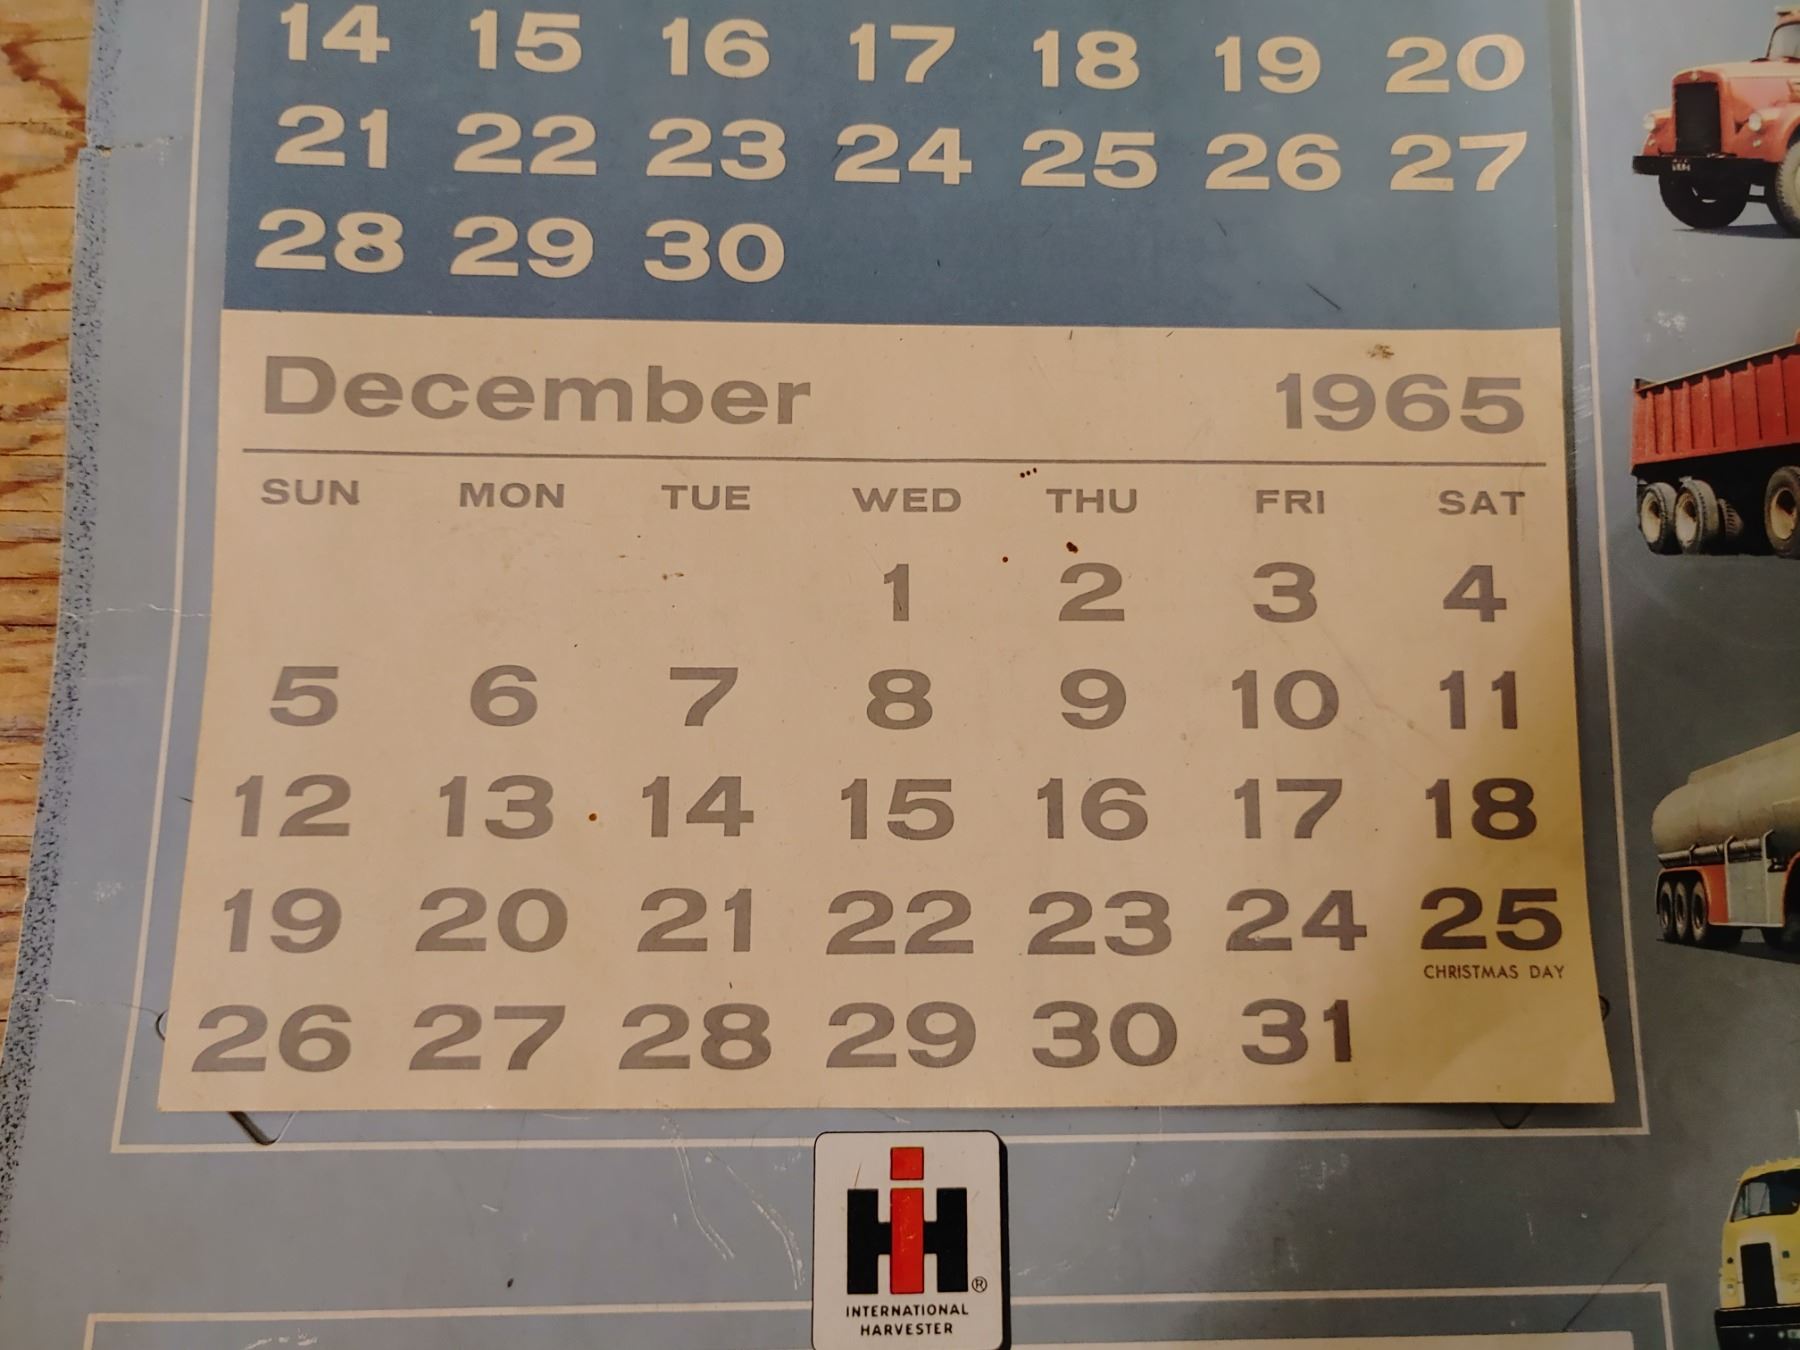 14 15 16 17 18 19 20
21 22 23 24 25 26 27
28 29 30
December 1965
SUN MON TUE WED THU FRI SAT
1 2 3 4
5 6 7 8 9 10 11
12 13 14 15 16 17 18
19 20 21 22 23 24 25
CHRISTMAS DAY
26 27 28 29 30 31
IH ®
INTERNATIONAL
HARVESTER